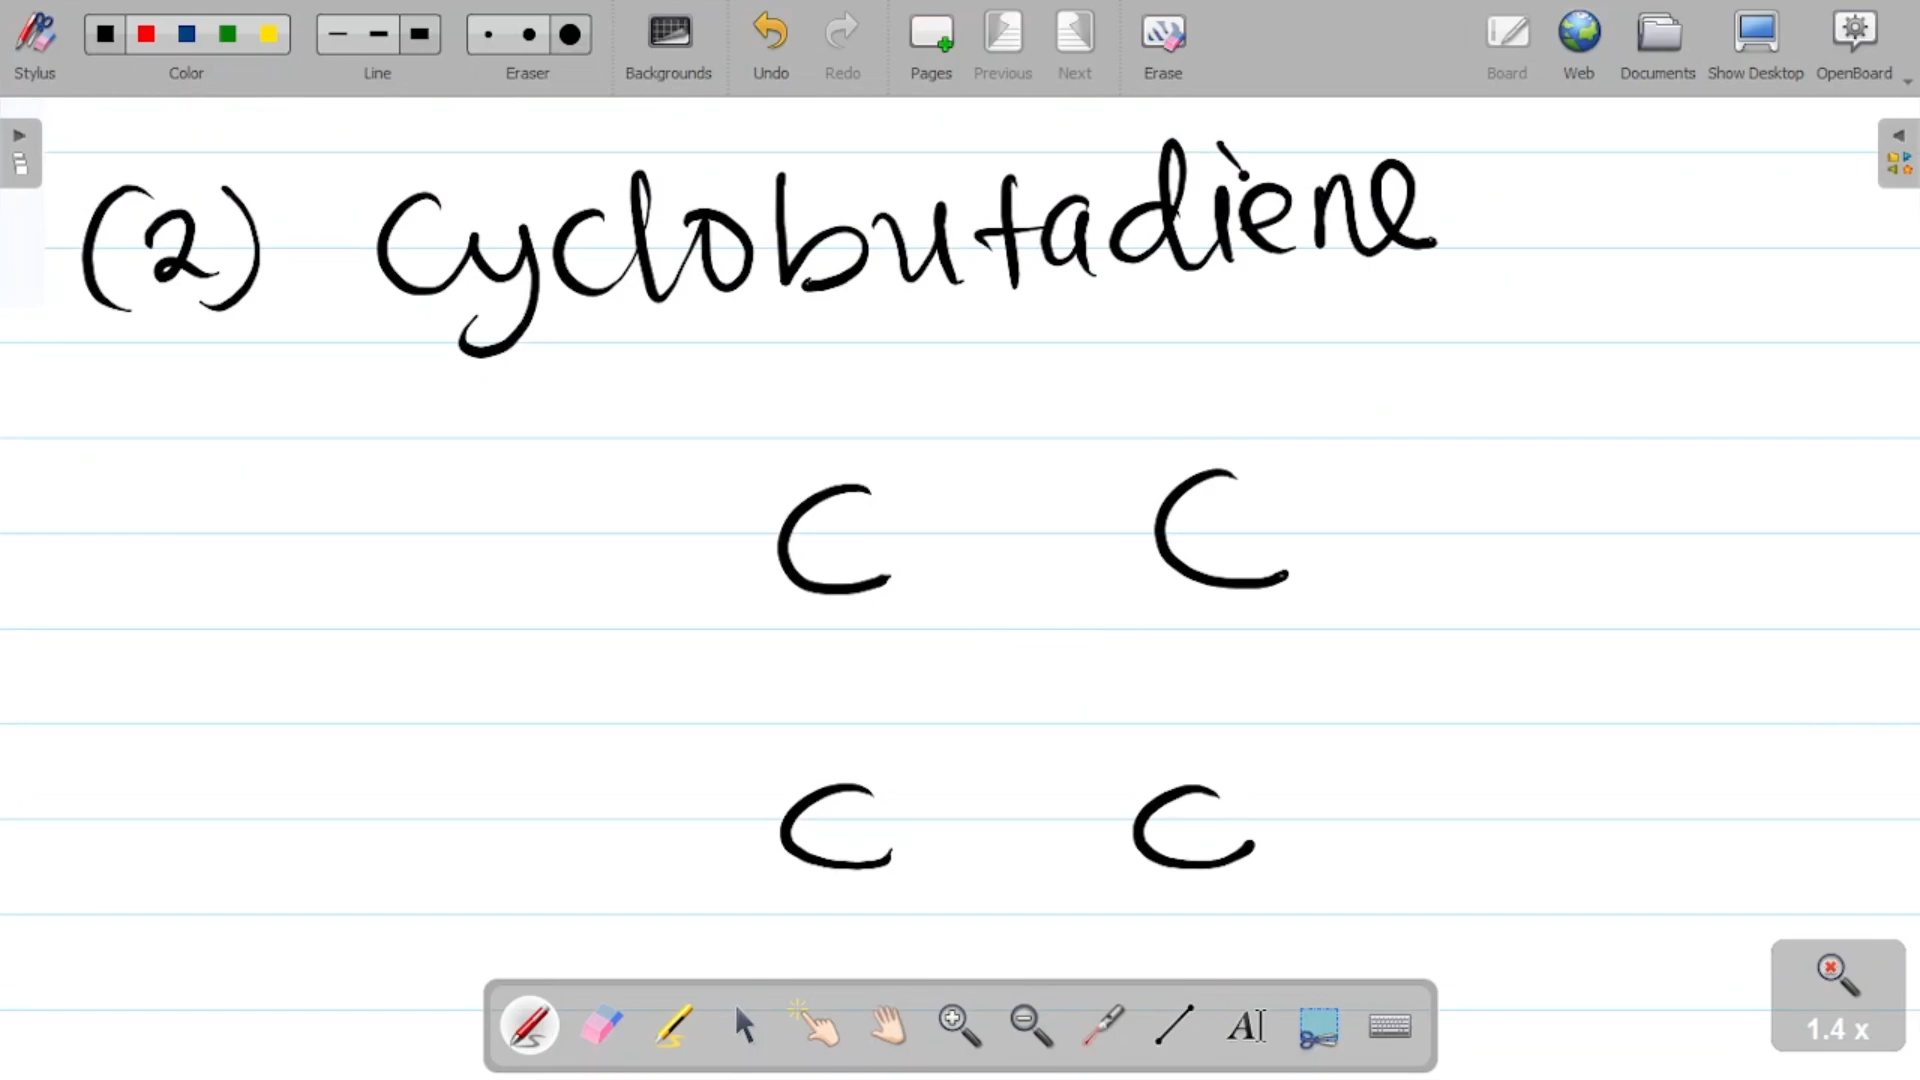 Stylus Color Line Eraser Backgrounds Undo Redo Pages Previous Next Erase Board Web Documents Show Desktop OpenBoard
(2) Cyclobutadiene
C C
C C
1.4 x